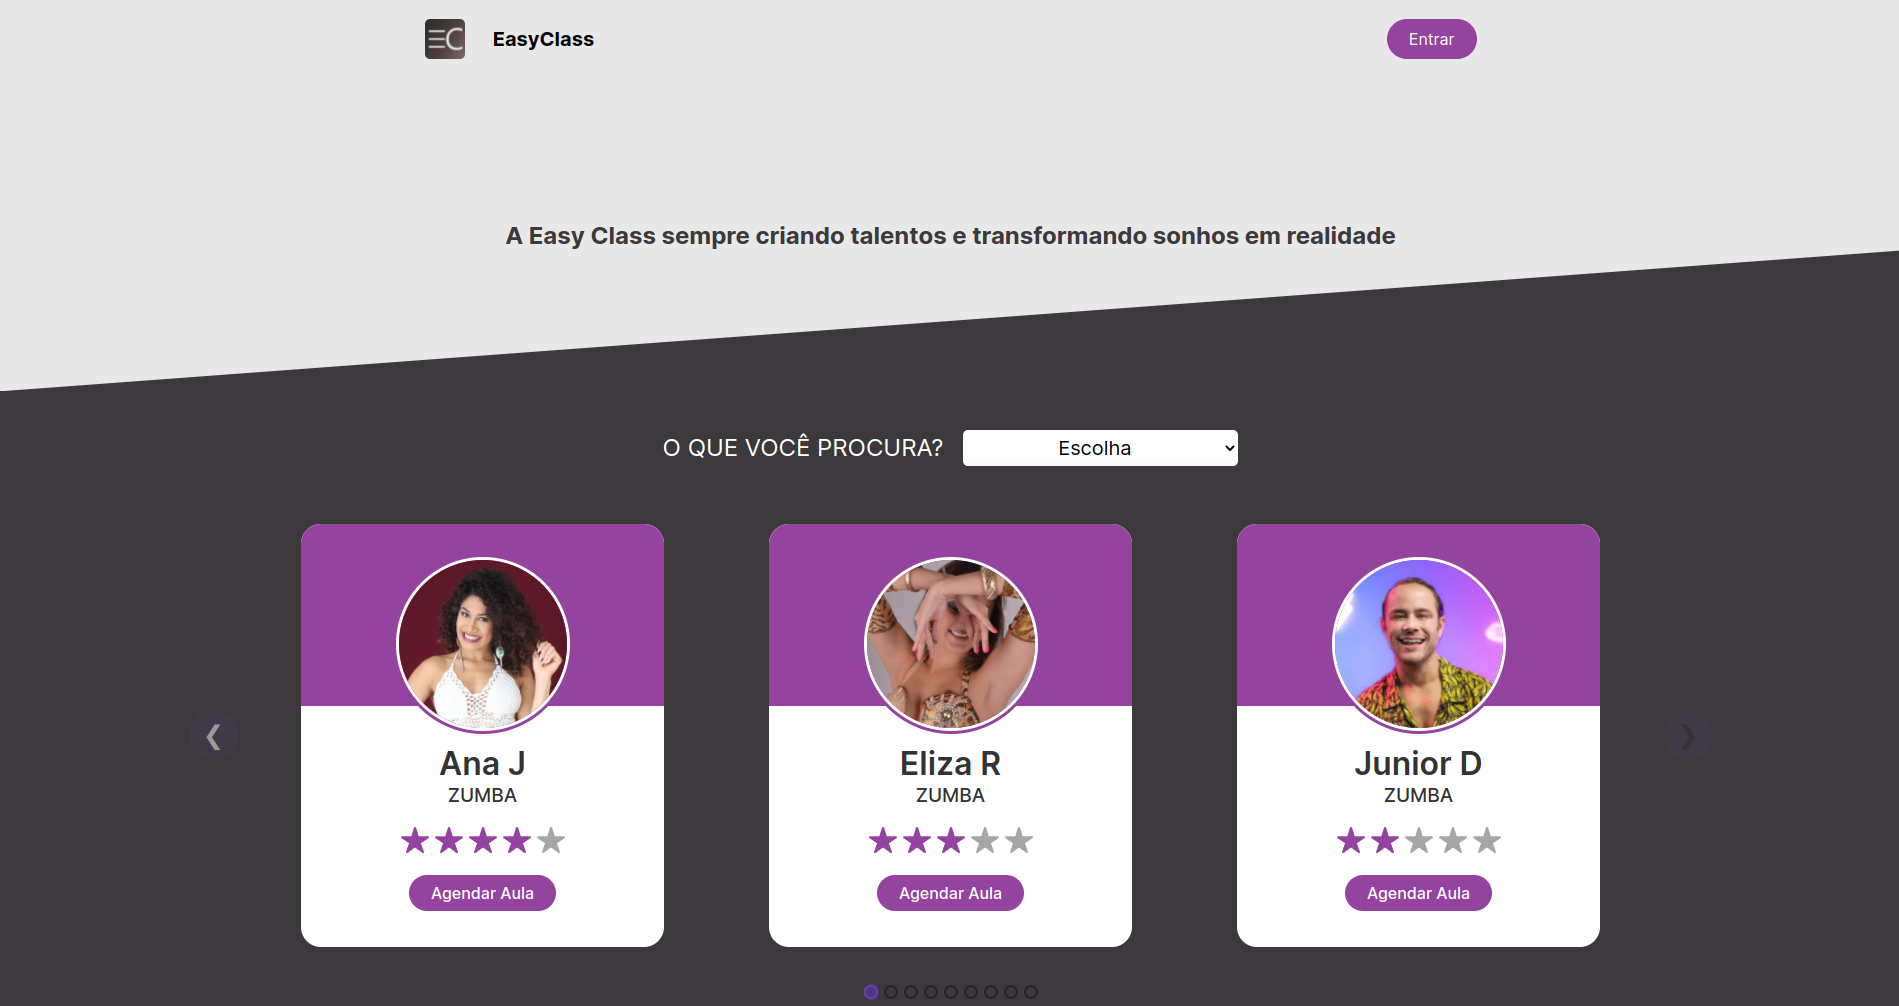 EC
EasyClass
Entrar
A Easy Class sempre criando talentos e transformando sonhos em realidade
O QUE VOCÊ PROCURA?
Escolha
Ana J
ZUMBA
Agendar Aula
Eliza R
ZUMBA
Agendar Aula
Junior D
ZUMBA
Agendar Aula